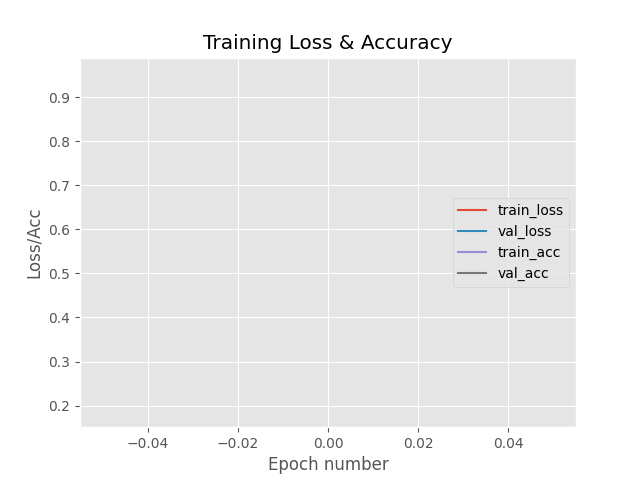 Training Loss & Accuracy
Loss/Acc
0.9
0.8
0.7
0.6
0.5
0.4
0.3
0.2
train_loss
val_loss
train_acc
val_acc
−0.04 −0.02 0.00 0.02 0.04
Epoch number